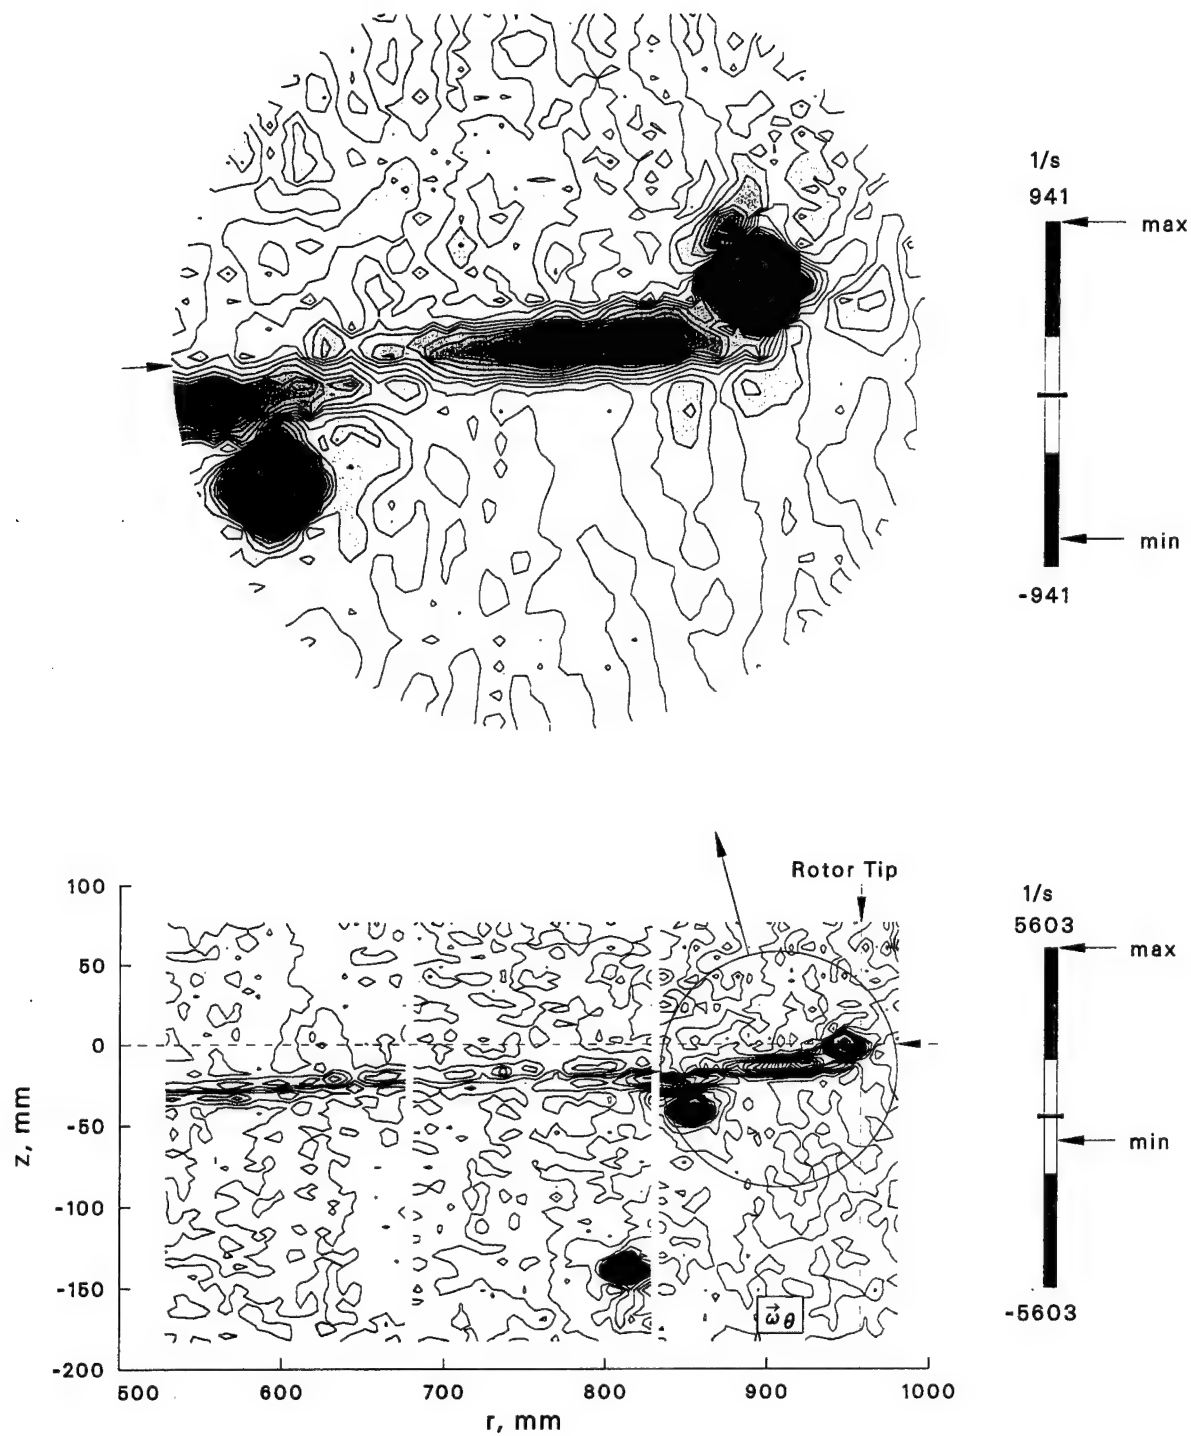 1/s
941
max
min
-941
Rotor Tip
1/s
5603
max
min
-5603
100
50
0
-50
-100
-150
-200
z, mm
ω⃗ θ
500 600 700 800 900 1000
r, mm